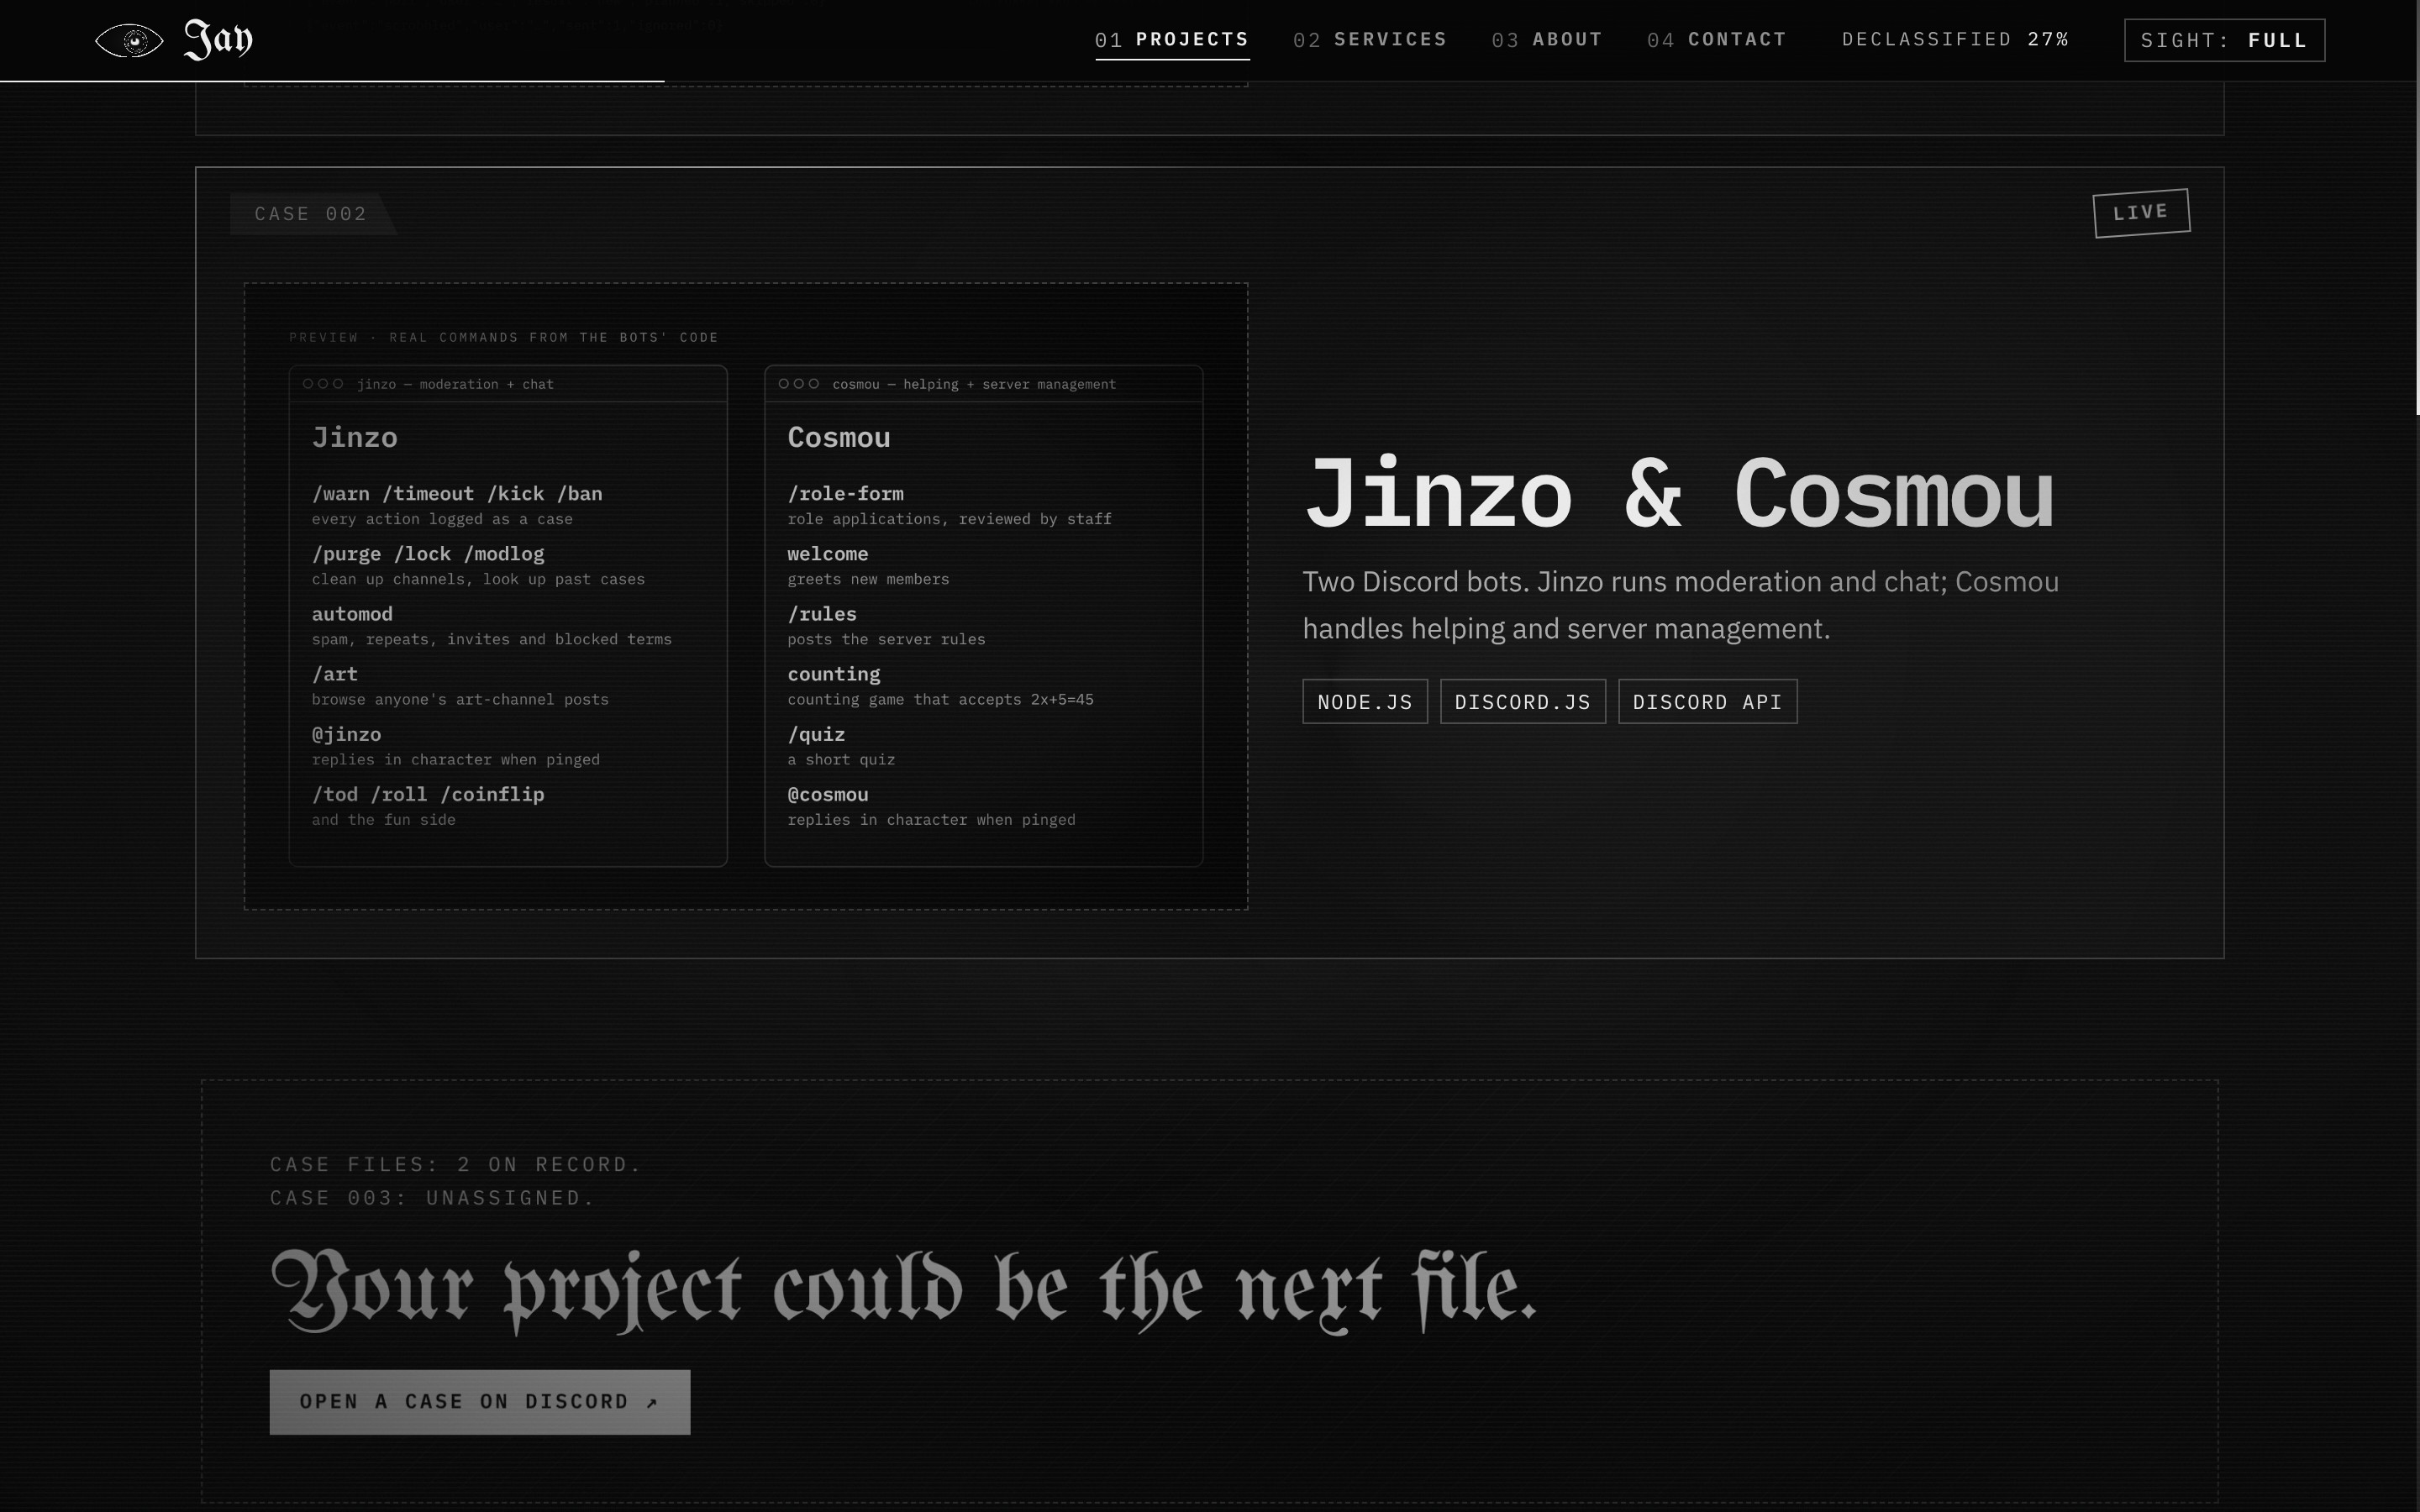 Jay
01 PROJECTS
02 SERVICES
03 ABOUT
04 CONTACT
DECLASSIFIED 27%
SIGHT: FULL
CASE 002
LIVE
PREVIEW · REAL COMMANDS FROM THE BOTS' CODE
jinzo — moderation + chat
Jinzo
/warn /timeout /kick /ban
every action logged as a case
/purge /lock /modlog
clean up channels, look up past cases
automod
spam, repeats, invites and blocked terms
/art
browse anyone's art-channel posts
@jinzo
replies in character when pinged
/tod /roll /coinflip
and the fun side
cosmou — helping + server management
Cosmou
/role-form
role applications, reviewed by staff
welcome
greets new members
/rules
posts the server rules
counting
counting game that accepts 2x+5=45
/quiz
a short quiz
@cosmou
replies in character when pinged
Jinzo & Cosmou
Two Discord bots. Jinzo runs moderation and chat; Cosmou
handles helping and server management.
NODE.JS
DISCORD.JS
DISCORD API
CASE FILES: 2 ON RECORD.
CASE 003: UNASSIGNED.
Your project could be the next file.
OPEN A CASE ON DISCORD ↗